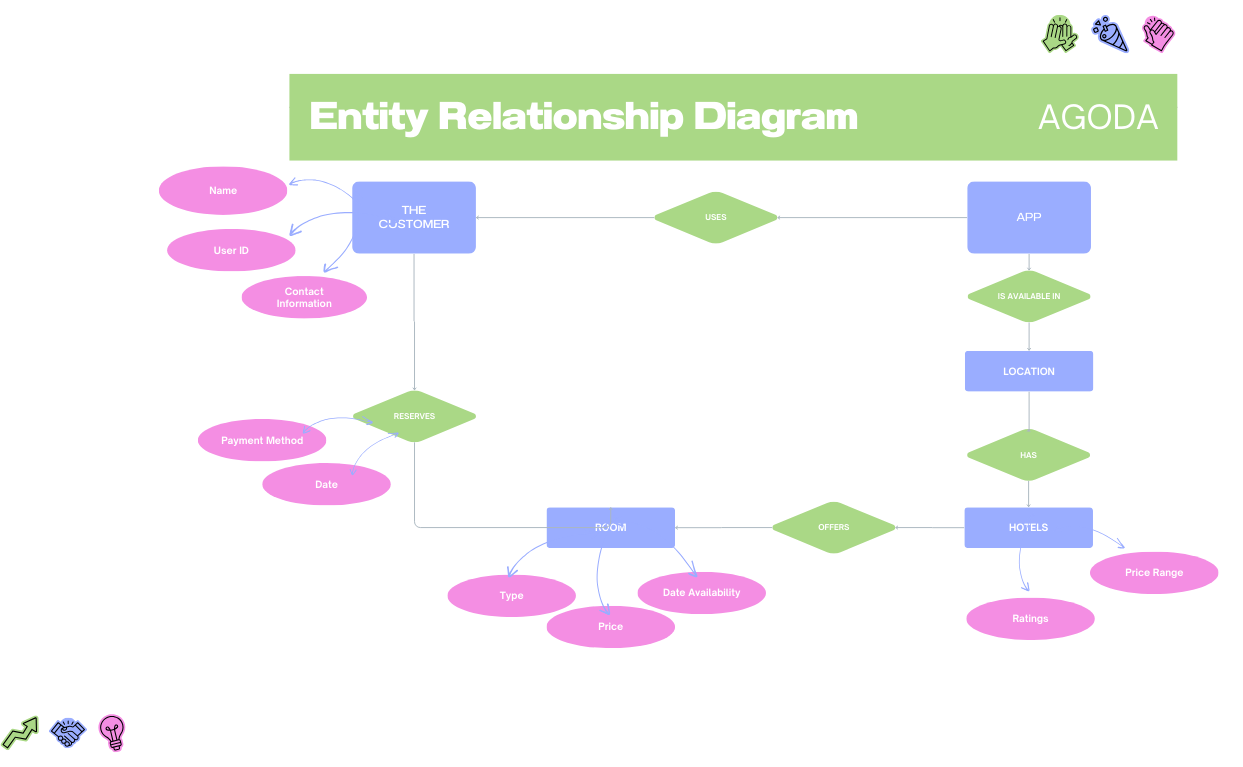 Entity Relationship Diagram
AGODA
Name
THE
CUSTOMER
USES
APP
User ID
Contact
Information
IS AVAILABLE IN
LOCATION
RESERVES
Payment Method
HAS
Date
ROOM
OFFERS
HOTELS
Price Range
Type
Date Availability
Price
Ratings